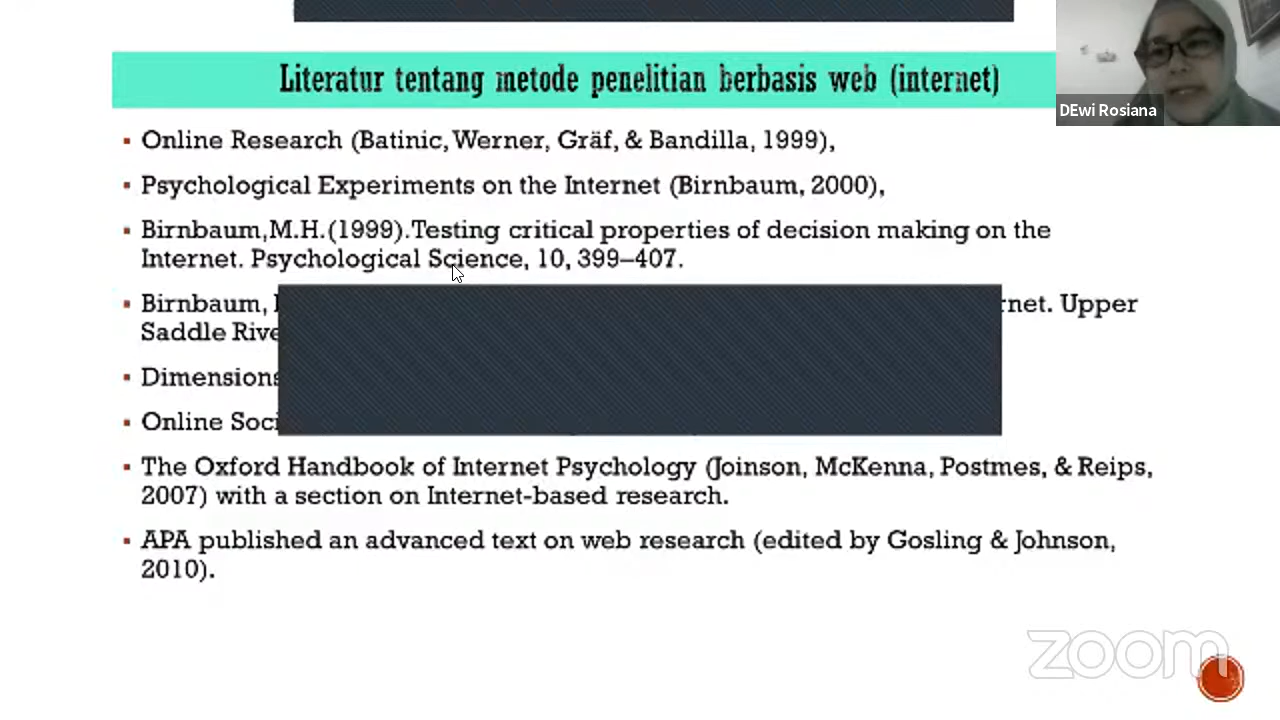 Literatur tentang metode penelitian berbasis web (internet)
DEwi Rosiana
▪ Online Research (Batinic, Werner, Gräf, & Bandilla, 1999),
▪ Psychological Experiments on the Internet (Birnbaum, 2000),
▪ Birnbaum,M.H.(1999).Testing critical properties of decision making on the
Internet. Psychological Science, 10, 399–407.
▪ Birnbaum, Upper
Saddle
▪ Dimensions
▪ Online
▪ The Oxford Handbook of Internet Psychology (Joinson, McKenna, Postmes, & Reips,
2007) with a section on Internet-based research.
▪ APA published an advanced text on web research (edited by Gosling & Johnson,
2010).
zoom